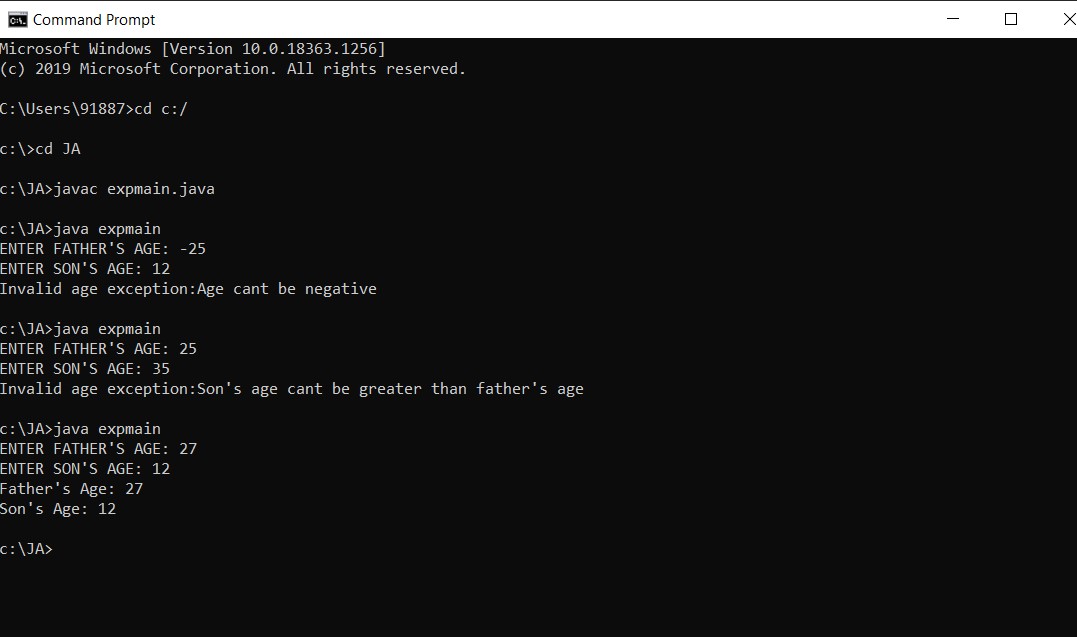 Command Prompt
Microsoft Windows [Version 10.0.18363.1256]
(c) 2019 Microsoft Corporation. All rights reserved.
C:\Users\91887>cd c:/
c:\>cd JA
c:\JA>javac expmain.java
c:\JA>java expmain
ENTER FATHER'S AGE: -25
ENTER SON'S AGE: 12
Invalid age exception:Age cant be negative
c:\JA>java expmain
ENTER FATHER'S AGE: 25
ENTER SON'S AGE: 35
Invalid age exception:Son's age cant be greater than father's age
c:\JA>java expmain
ENTER FATHER'S AGE: 27
ENTER SON'S AGE: 12
Father's Age: 27
Son's Age: 12
c:\JA>